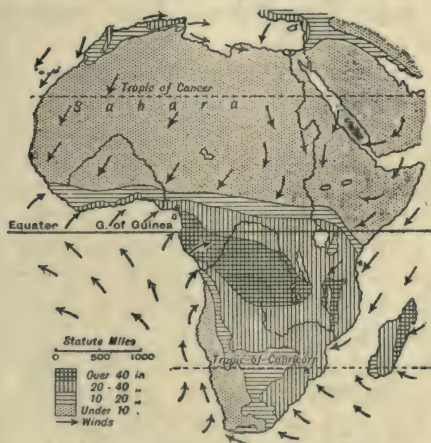 Tropic of Cancer
S a h a r a
Equator G. of Guinea
Statute Miles
0 500 1000
Tropic of Capricorn
Over 40 in
20 - 40 „
10 20 „
Under 10 „
Winds